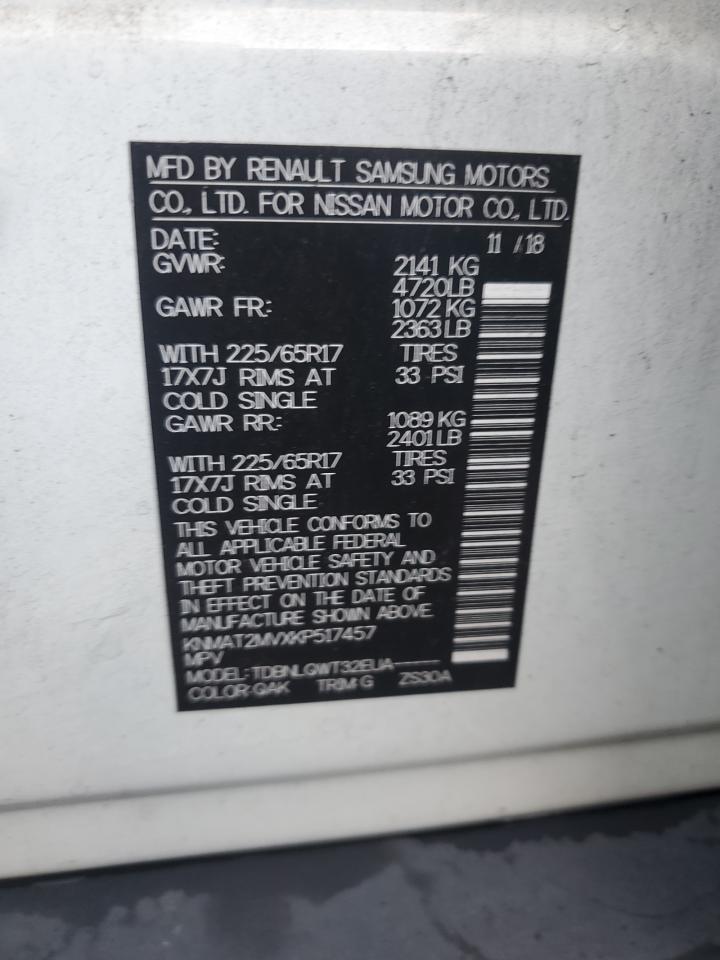 MFD BY RENAULT SAMSUNG MOTORS
CO., LTD. FOR NISSAN MOTOR CO., LTD.
DATE: 11 /18
GVWR: 2141 KG
4720LB
GAWR FR: 1072 KG
2363LB
WITH 225/65R17 TIRES
17X7J RIMS AT 33 PSI
COLD SINGLE
GAWR RR: 1089 KG
2401LB
WITH 225/65R17 TIRES
17X7J RIMS AT 33 PSI
COLD SINGLE
THIS VEHICLE CONFORMS TO
ALL APPLICABLE FEDERAL
MOTOR VEHICLE SAFETY AND
THEFT PREVENTION STANDARDS
IN EFFECT ON THE DATE OF
MANUFACTURE SHOWN ABOVE.
KNMAT2MVXKP517457
MPV
MODEL: TDBNLQWT32EUA-----
COLOR:QAK TRIM:G ZS30A